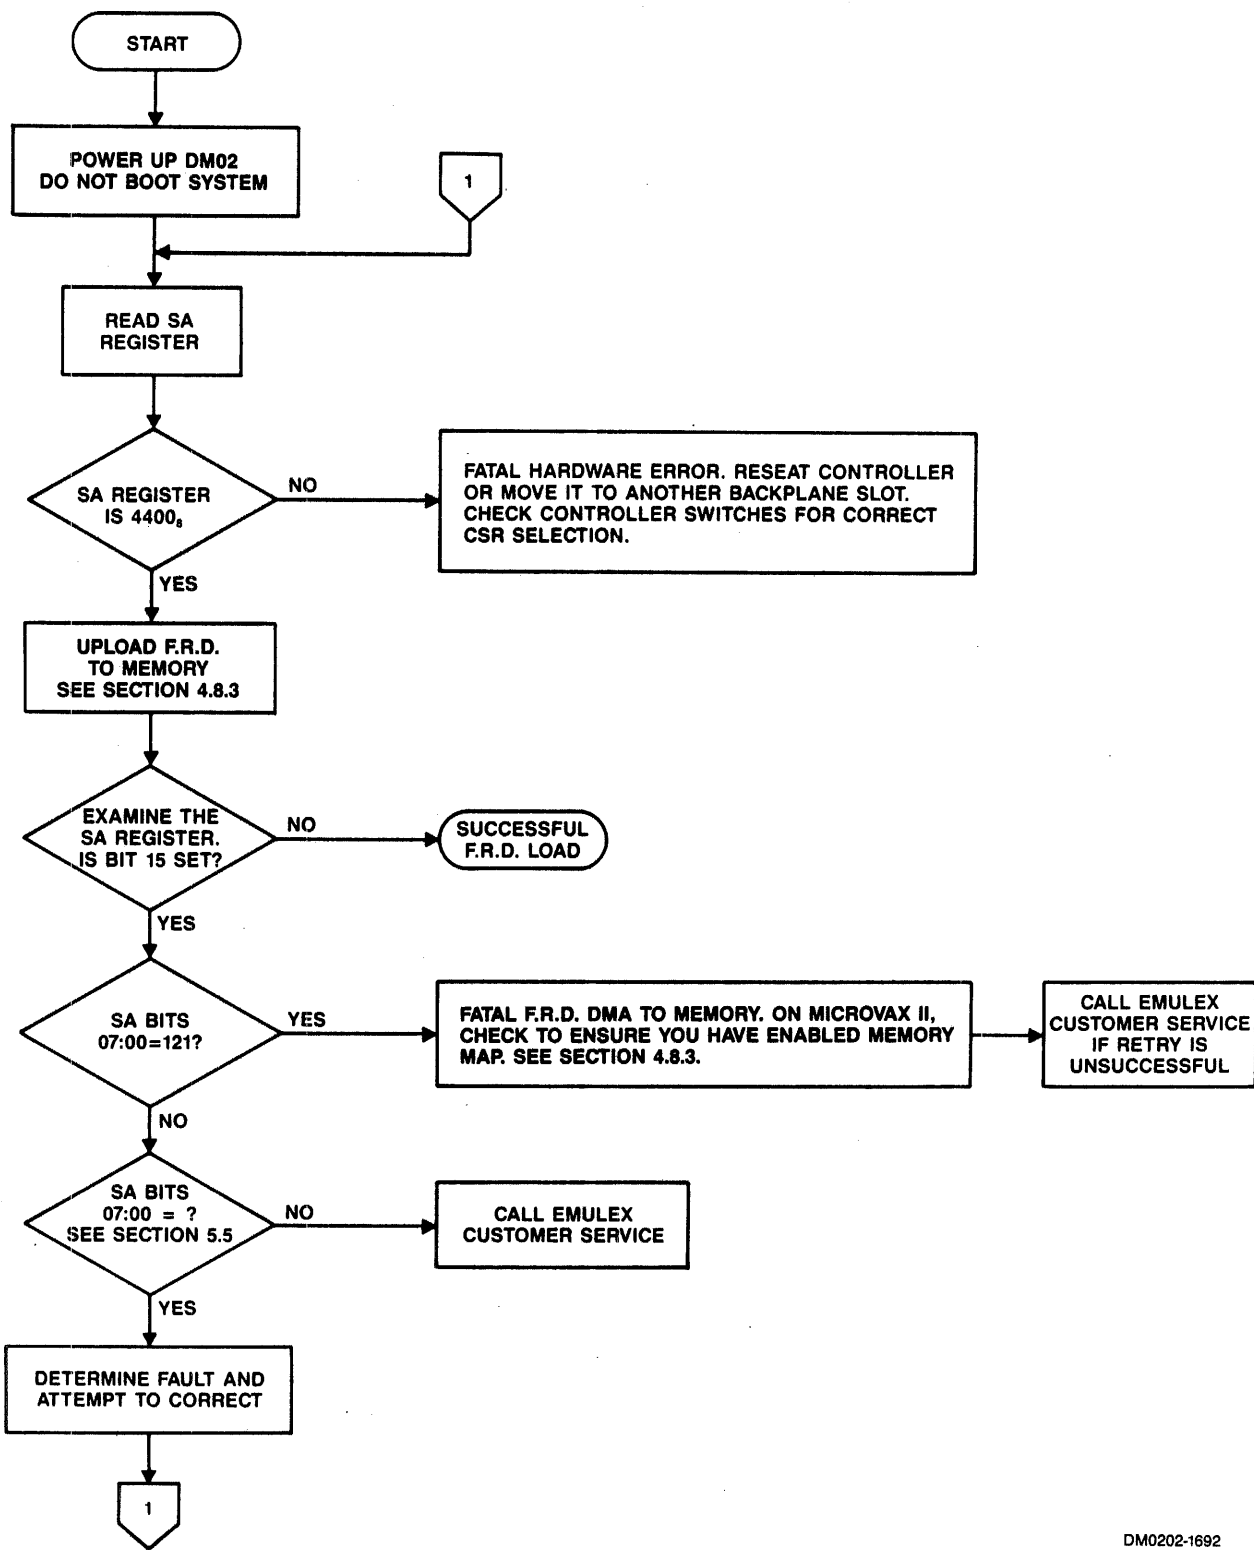 START
POWER UP DM02
DO NOT BOOT SYSTEM
1
READ SA
REGISTER
SA REGISTER
IS 4400₈
NO
FATAL HARDWARE ERROR. RESEAT CONTROLLER
OR MOVE IT TO ANOTHER BACKPLANE SLOT.
CHECK CONTROLLER SWITCHES FOR CORRECT
CSR SELECTION.
YES
UPLOAD F.R.D.
TO MEMORY
SEE SECTION 4.8.3
EXAMINE THE
SA REGISTER.
IS BIT 15 SET?
NO
SUCCESSFUL
F.R.D. LOAD
YES
SA BITS
07:00=121?
YES
FATAL F.R.D. DMA TO MEMORY. ON MICROVAX II,
CHECK TO ENSURE YOU HAVE ENABLED MEMORY
MAP. SEE SECTION 4.8.3.
CALL EMULEX
CUSTOMER SERVICE
IF RETRY IS
UNSUCCESSFUL
NO
SA BITS
07:00 = ?
SEE SECTION 5.5
NO
CALL EMULEX
CUSTOMER SERVICE
YES
DETERMINE FAULT AND
ATTEMPT TO CORRECT
1
DM0202-1692